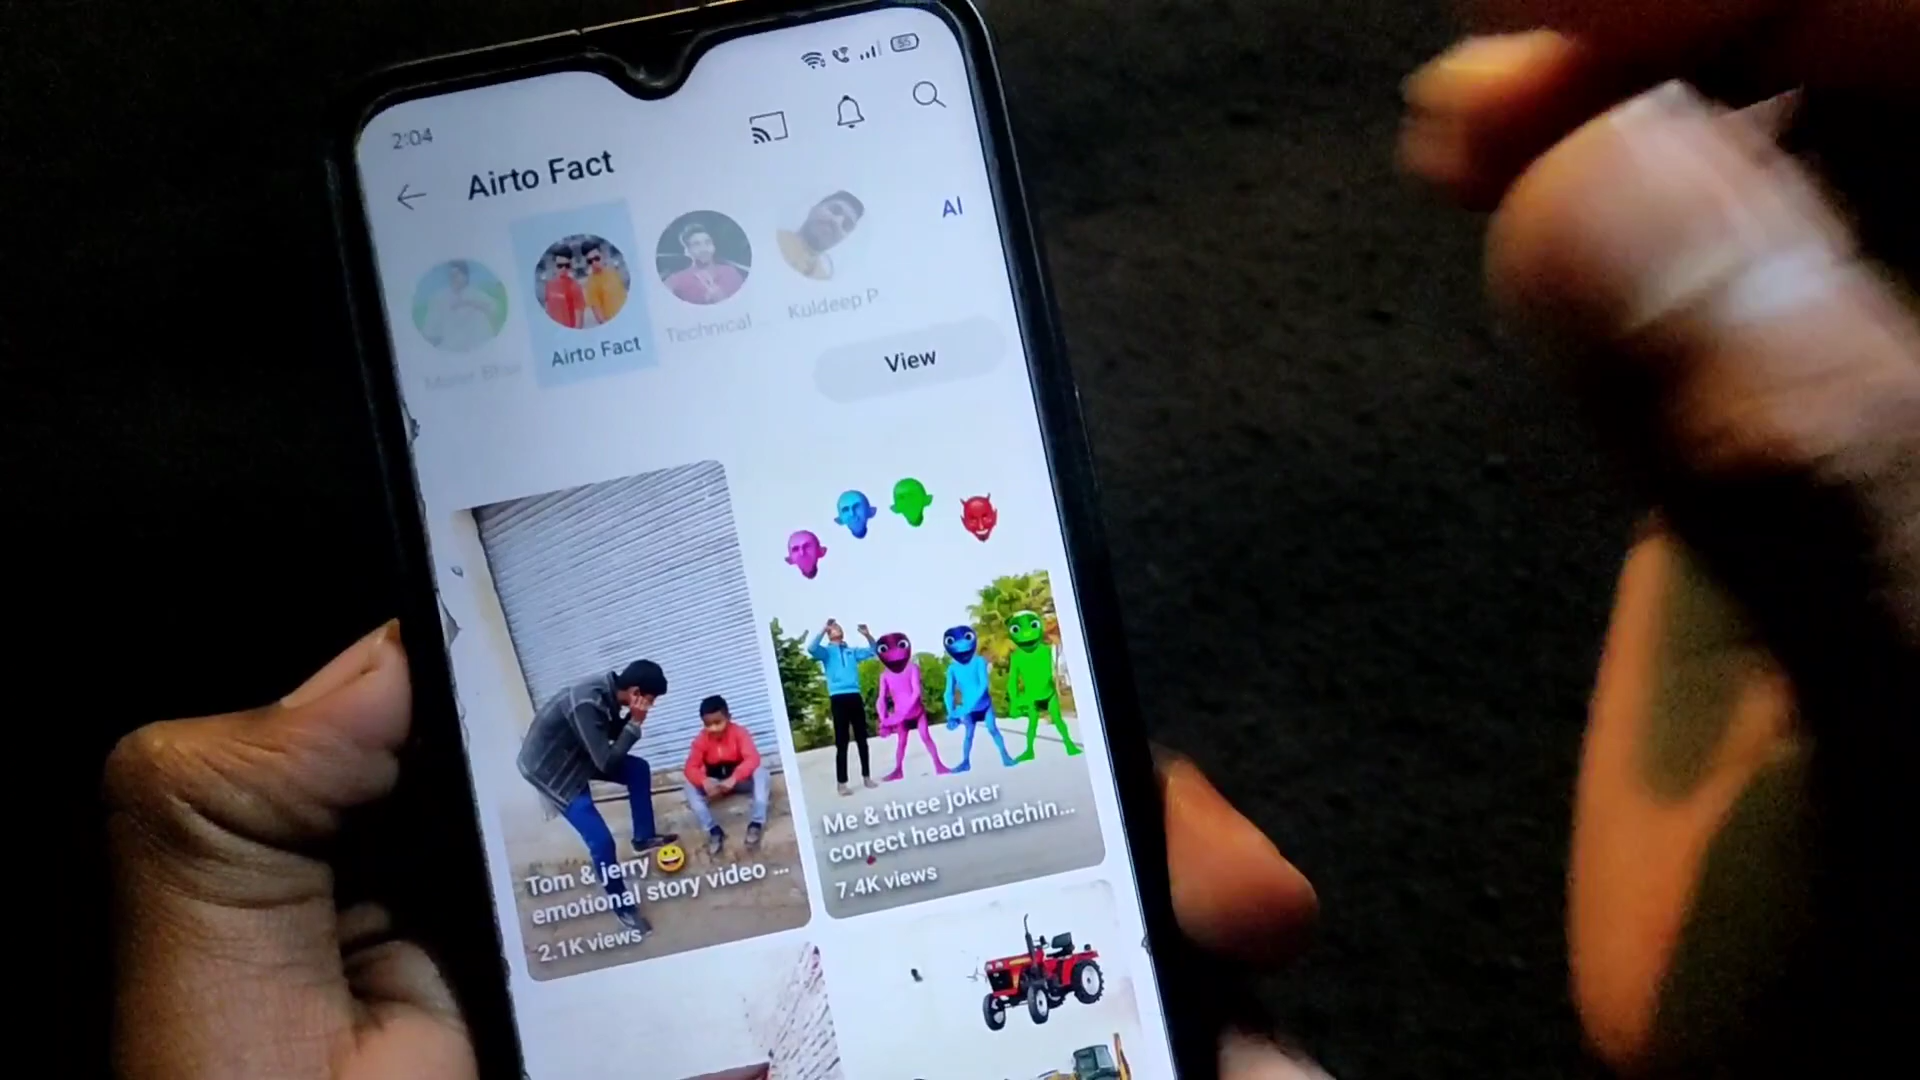 55
2:04
Airto Fact
Al
Airto Fact
Technical
Kuldeep P
View
Tom & jerry 😀
emotional story video ...
2.1K views
Me & three joker
correct head matchin...
7.4K views